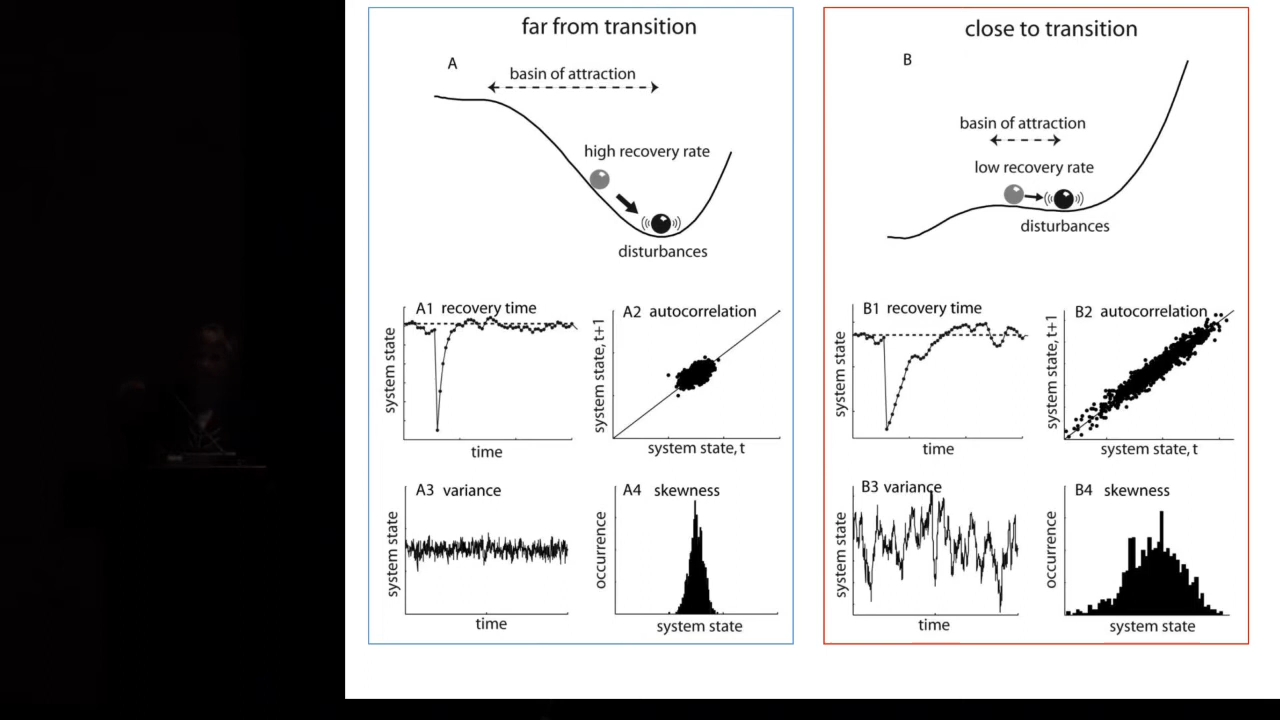 far from transition
A
basin of attraction
high recovery rate
disturbances
A1 recovery time
system state
time
A2 autocorrelation
system state, t+1
system state, t
A3 variance
system state
time
A4 skewness
occurrence
system state
close to transition
B
basin of attraction
low recovery rate
disturbances
B1 recovery time
system state
time
B2 autocorrelation
system state, t+1
system state, t
B3 variance
system state
time
B4 skewness
occurrence
system state